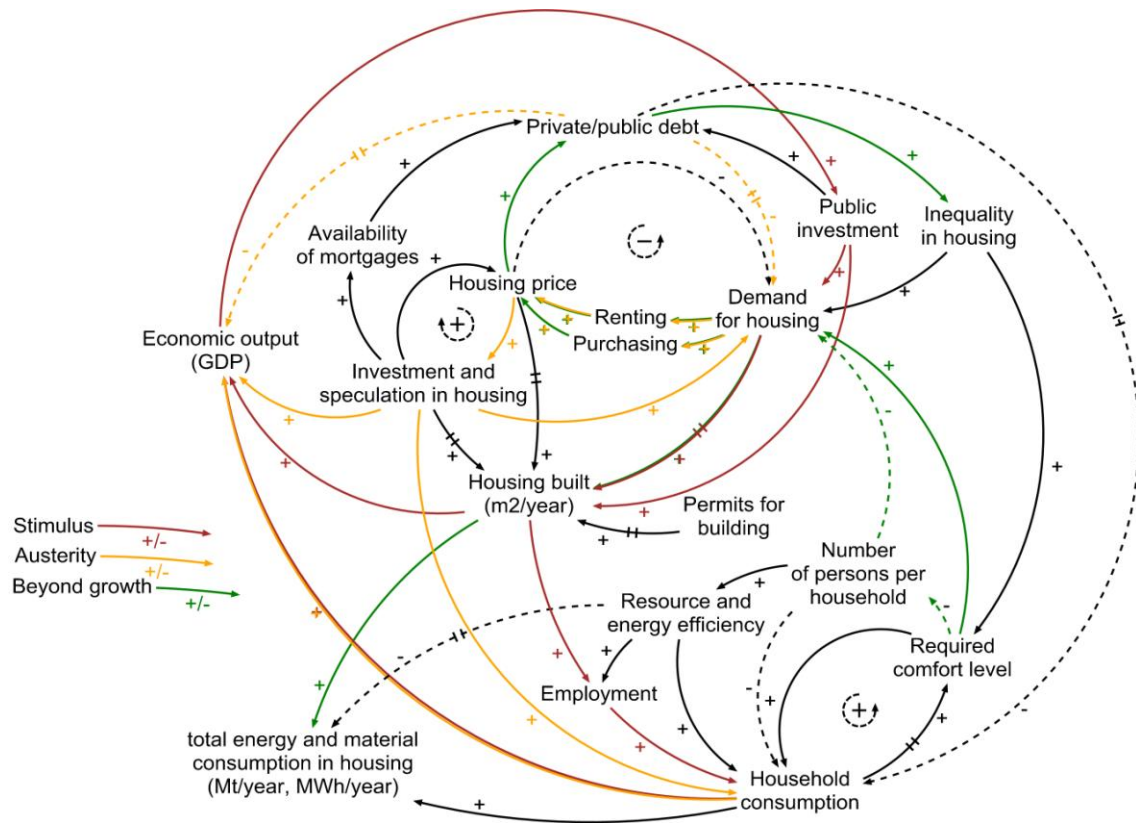 Private/public debt
Public
investment
Inequality
in housing
Availability
of mortgages
Housing price
Demand
for housing
Renting
Purchasing
Economic output
(GDP)
Investment and
speculation in housing
Housing built
(m2/year)
Permits for
building
Stimulus
+/-
Austerity
+/-
Beyond growth
+/-
Number
of persons per
household
Resource and
energy efficiency
Required
comfort level
Employment
total energy and material
consumption in housing
(Mt/year, MWh/year)
Household
consumption